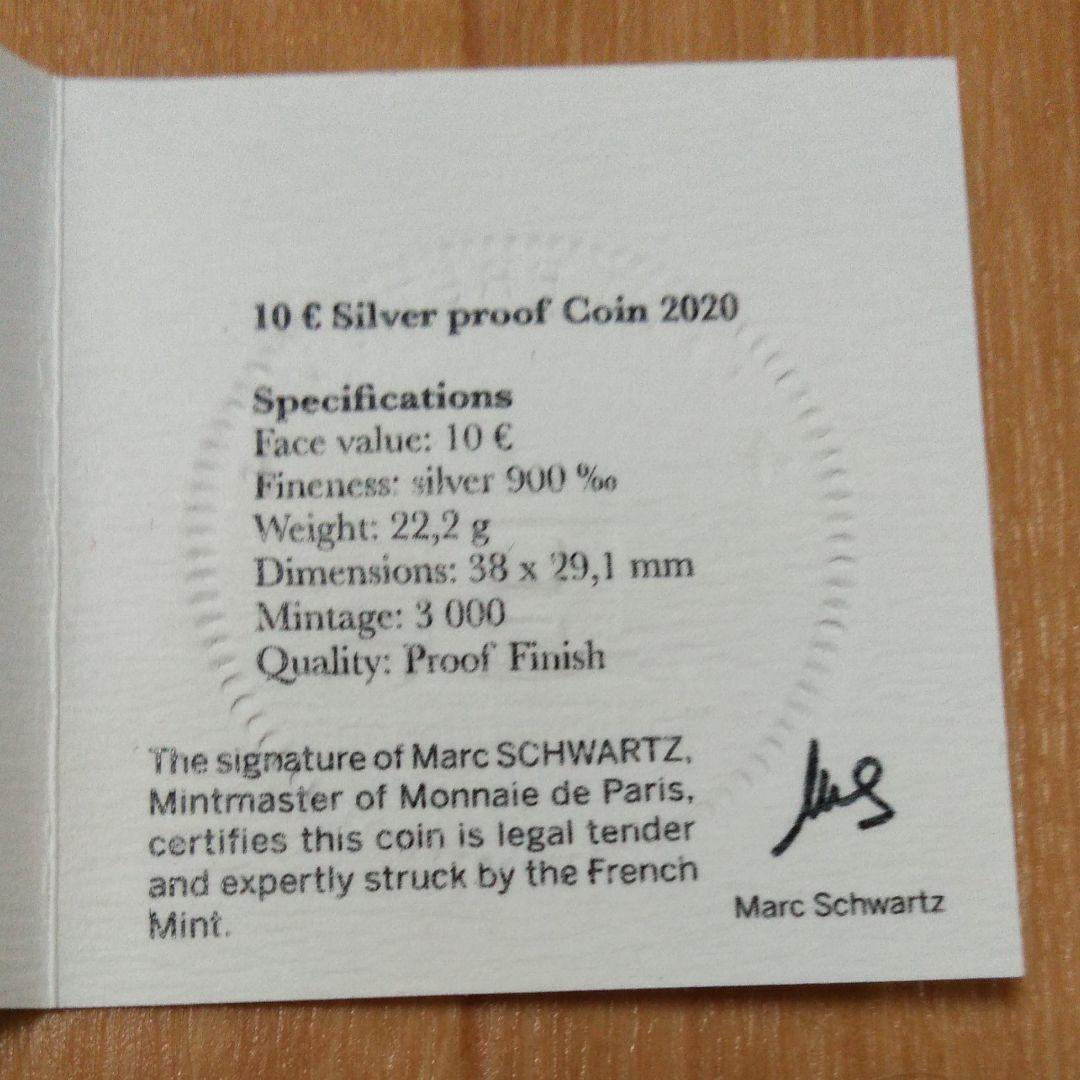 10 € Silver proof Coin 2020
Specifications
Face value: 10 €
Fineness: silver 900 ‰
Weight: 22,2 g
Dimensions: 38 x 29,1 mm
Mintage: 3 000
Quality: Proof Finish
The signature of Marc SCHWARTZ,
Mintmaster of Monnaie de Paris,
certifies this coin is legal tender
and expertly struck by the French
Mint.
Marc Schwartz